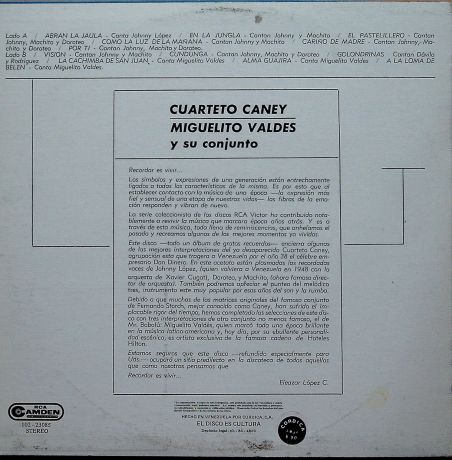 Lado A / ABRAN LA JAULA - Canta Johnny López / EN LA JUNGLA - Cantan Johnny y Machito / EL PASTELILLERO - Cantan
Johnny, Machito y Doroteo / COMO LA LUZ DE LA MAÑANA - Cantan Johnny y Machito / CARIÑO DE MADRE - Cantan Johnny, Ma-
chito y Doroteo / POR TI - Cantan Johnny, Machito y Doroteo.
Lado B / VISION - Cantan Johnny y Machito / CUNDUNGA - Cantan Johnny, Machito y Doroteo / GOLONDRINAS - Cantan Dávila
y Rodríguez / LA CACHIMBA DE SAN JUAN - Canta Miguelito Valdes / ALMA GUAJIRA - Canta Miguelito Valdes / A LA LOMA DE
BELEN - Canta Miguelito Valdes.
CUARTETO CANEY
MIGUELITO VALDES
y su conjunto
Recordar es vivir...
Los símbolos y expresiones de una generación están estrechamente
ligados a todas las características de la misma. Es por esto que al
establecer contacto con la música de una época —la expresión más
fiel y sensual de una etapa de nuestras vidas— las fibras de la emo-
ción responden y vibran de nuevo.
La serie coleccionista de los discos RCA Victor ha contribuido nota-
blemente a revivir la música que marcara época años atrás. Y es a
través de esta música, toda llena de reminiscencias, que anhelamos el
pasado y recreamos algunos de los mejores momentos ya vividos.
Este disco —todo un álbum de gratos recuerdos— encierra algunas
de las mejores interpretaciones del ya desaparecido Cuarteto Caney,
agrupación esta que trajera a Venezuela por el año 38 el célebre em-
presario Don Dinero. En este acetato están plasmadas las recordadas
voces de Johnny López, (quien volviera a Venezuela en 1948 con la
orquesta de Xavier Cugat), Doroteo, y Machito, (ahora famoso direc-
tor de orquesta). También podremos apreciar el punteo del melódico
tres, instrumento este muy popular por esos años del son y la rumba.
Debido a que muchas de las matrices originales del famoso conjunto
de Fernando Storch, mejor conocido como Caney, han sufrido el im-
placable rigor del tiempo, hemos completado las selecciones de este dis-
co con tres interpretaciones de otro conjunto no menos famoso, el de
Mr. Babalú: Miguelito Valdés, quien marcó toda una época brillante
en la música latino-americana y, hoy día, por su ebullente personali-
dad escénica, es artista exclusivo de la famosa cadena de Hoteles
Hilton.
Estamos seguros que este disco —refundido especialmente para
Uds.— ocupará un sitio predilecto en la discoteca de todos aquellos
que como nosotros pensamos que
Recordar es vivir...
Eleazar López C.
RCA
CAMDEN
STEREO
HECHO EN VENEZUELA POR CORDICA, C.A.
EL DISCO ES CULTURA
CORDICA